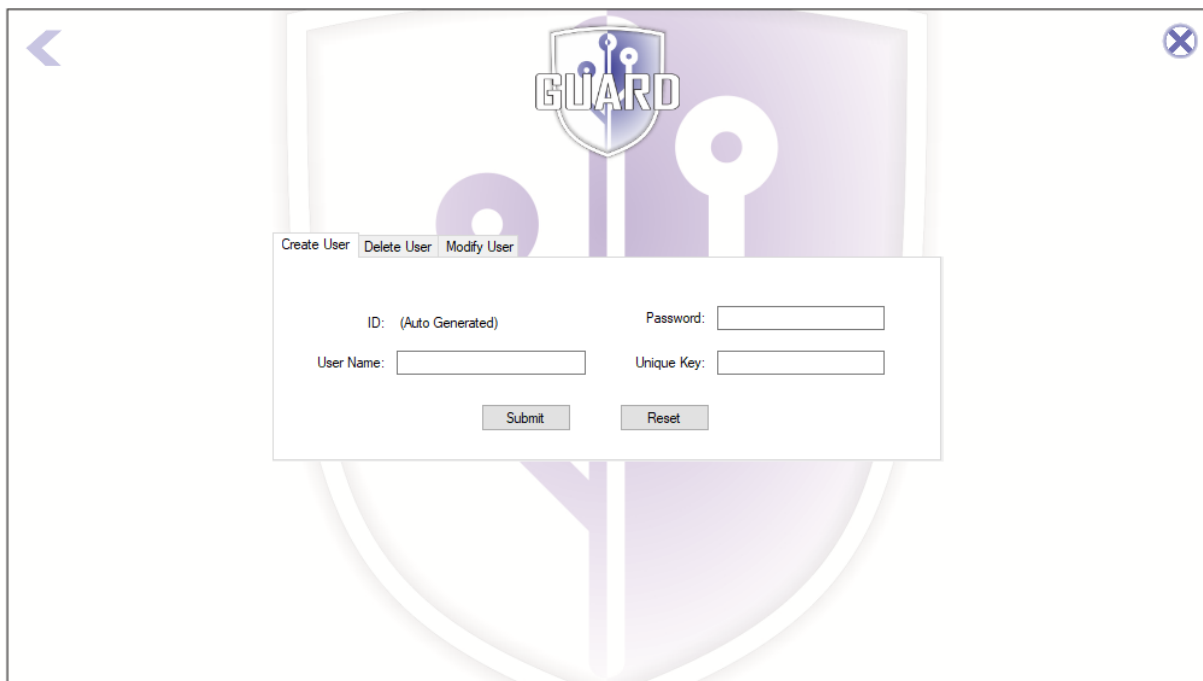 GUARD
Create User Delete User Modify User
ID: (Auto Generated) Password:
User Name: Unique Key:
Submit Reset